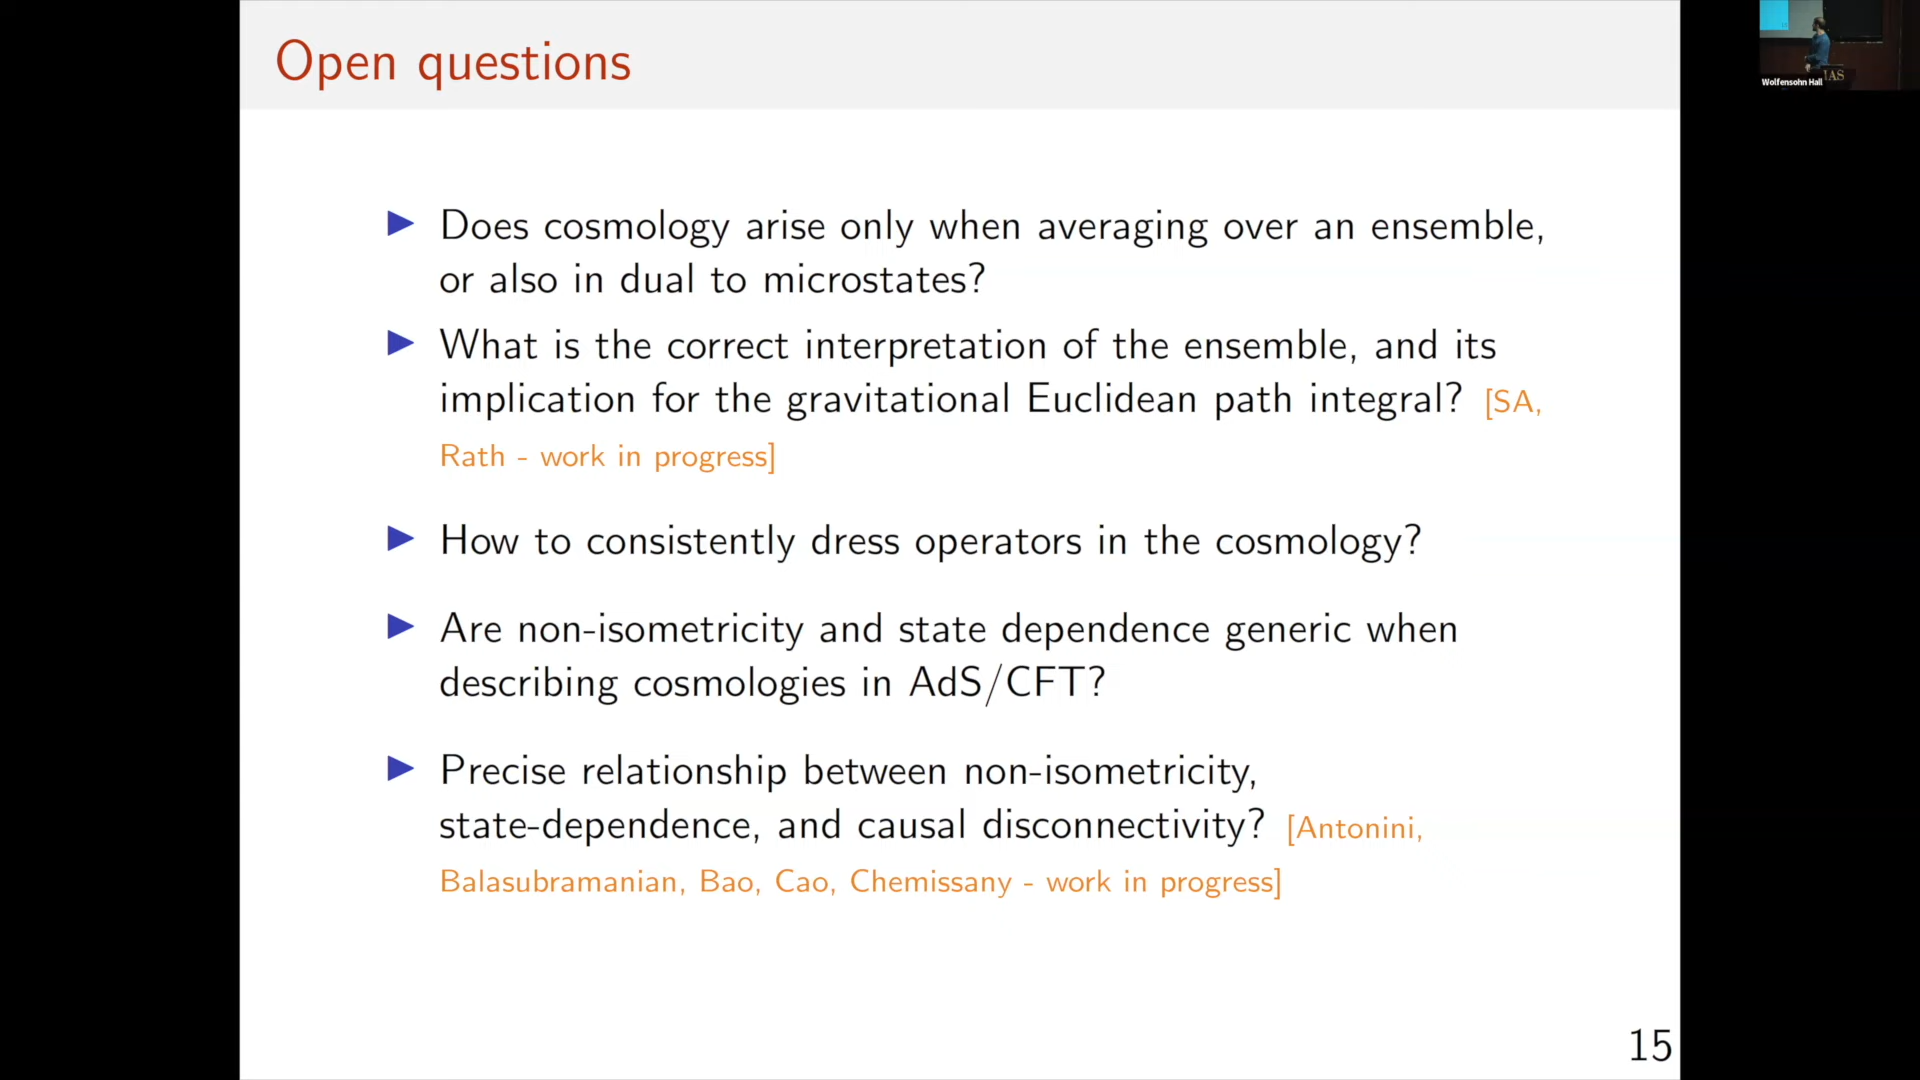 Open questions
Does cosmology arise only when averaging over an ensemble,
or also in dual to microstates?
What is the correct interpretation of the ensemble, and its
implication for the gravitational Euclidean path integral? [SA,
Rath - work in progress]
How to consistently dress operators in the cosmology?
Are non-isometricity and state dependence generic when
describing cosmologies in AdS/CFT?
Precise relationship between non-isometricity,
state-dependence, and causal disconnectivity? [Antonini,
Balasubramanian, Bao, Cao, Chemissany - work in progress]
15
Wolfensohn Hall
IAS